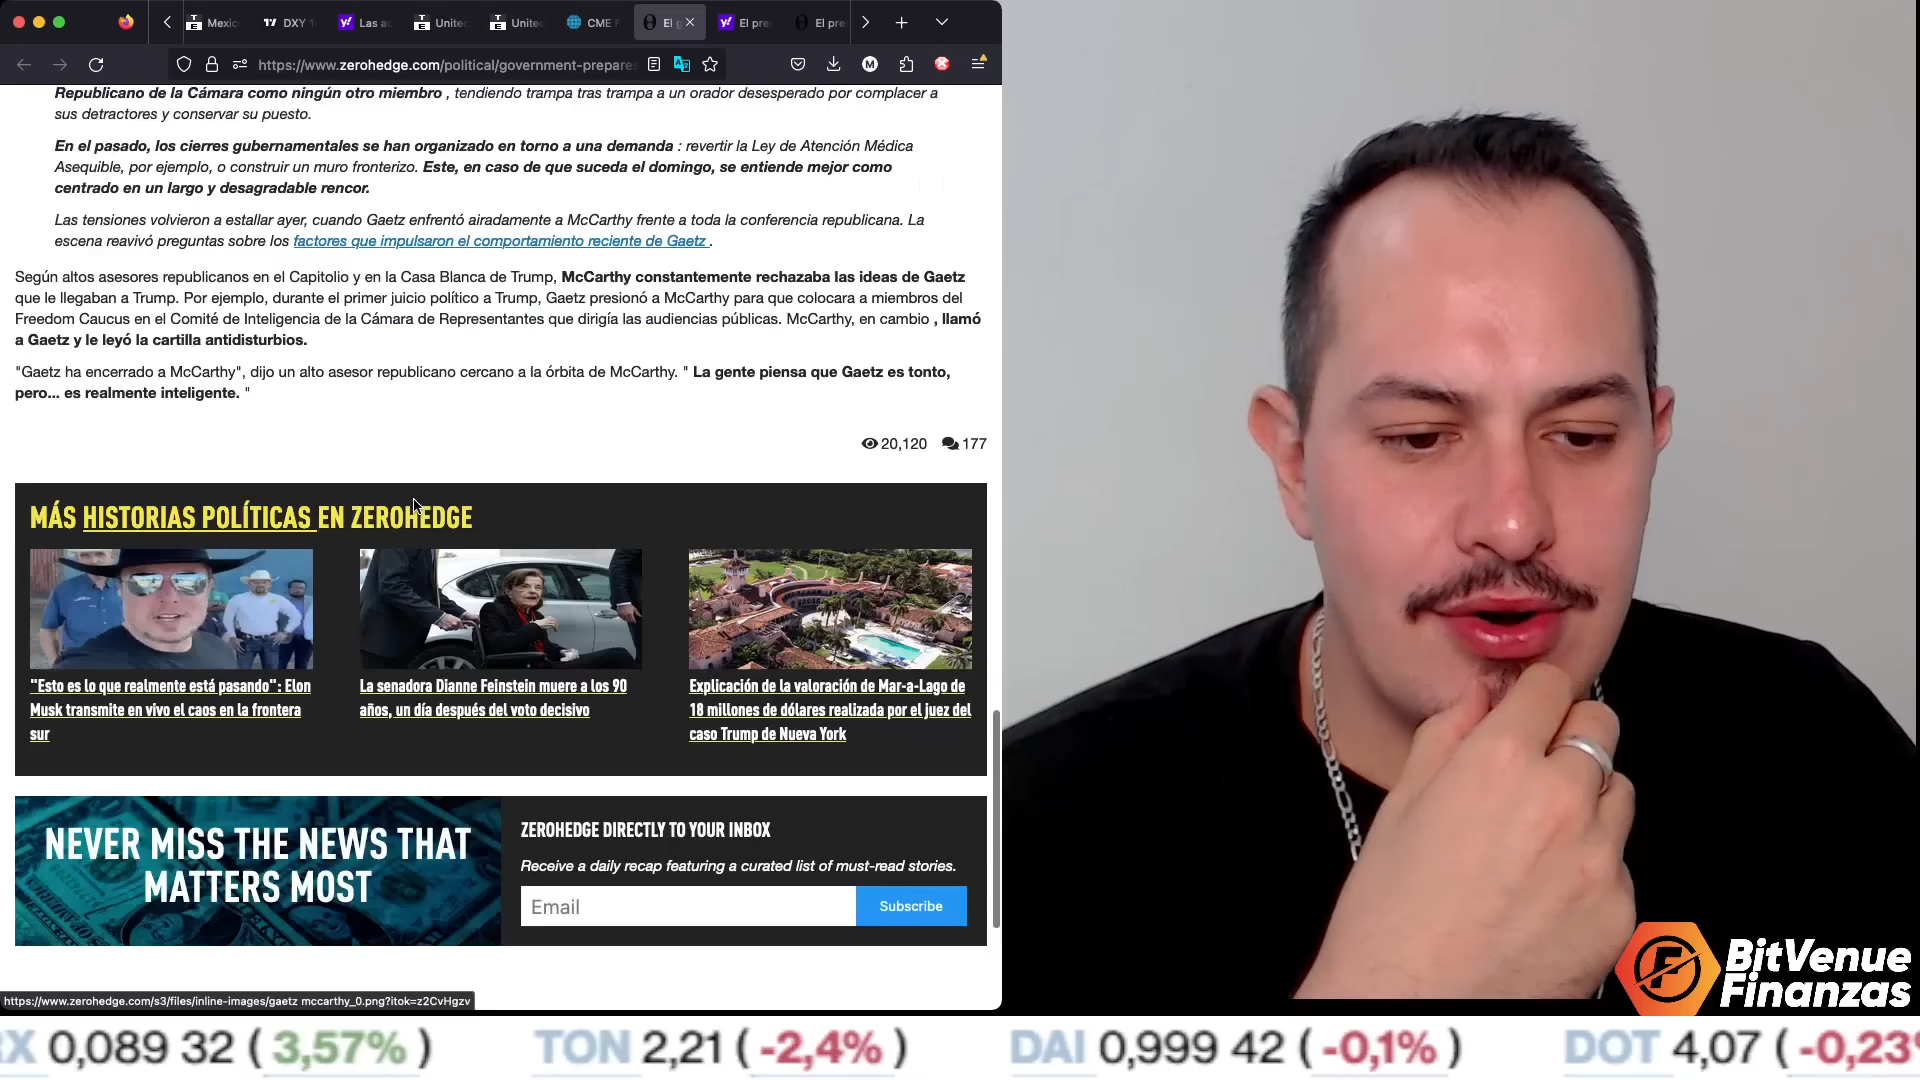 Mexic
DXY 1
Las ac
United
United
CME F
El g
El pre
El pre
https://www.zerohedge.com/political/government-prepares
Republicano de la Cámara como ningún otro miembro , tendiendo trampa tras trampa a un orador desesperado por complacer a
sus detractores y conservar su puesto.
En el pasado, los cierres gubernamentales se han organizado en torno a una demanda : revertir la Ley de Atención Médica
Asequible, por ejemplo, o construir un muro fronterizo. Este, en caso de que suceda el domingo, se entiende mejor como
centrado en un largo y desagradable rencor.
Las tensiones volvieron a estallar ayer, cuando Gaetz enfrentó airadamente a McCarthy frente a toda la conferencia republicana. La
escena reavivó preguntas sobre los factores que impulsaron el comportamiento reciente de Gaetz .
Según altos asesores republicanos en el Capitolio y en la Casa Blanca de Trump, McCarthy constantemente rechazaba las ideas de Gaetz
que le llegaban a Trump. Por ejemplo, durante el primer juicio político a Trump, Gaetz presionó a McCarthy para que colocara a miembros del
Freedom Caucus en el Comité de Inteligencia de la Cámara de Representantes que dirigía las audiencias públicas. McCarthy, en cambio , llamó
a Gaetz y le leyó la cartilla antidisturbios.
"Gaetz ha encerrado a McCarthy", dijo un alto asesor republicano cercano a la órbita de McCarthy. " La gente piensa que Gaetz es tonto,
pero... es realmente inteligente. "
20,120 177
MÁS HISTORIAS POLÍTICAS EN ZEROHEDGE
"Esto es lo que realmente está pasando": Elon
Musk transmite en vivo el caos en la frontera
sur
La senadora Dianne Feinstein muere a los 90
años, un día después del voto decisivo
Explicación de la valoración de Mar-a-Lago de
18 millones de dólares realizada por el juez del
caso Trump de Nueva York
NEVER MISS THE NEWS THAT
MATTERS MOST
ZEROHEDGE DIRECTLY TO YOUR INBOX
Receive a daily recap featuring a curated list of must-read stories.
Email
Subscribe
https://www.zerohedge.com/s3/files/inline-images/gaetz mccarthy_0.png?itok=z2CvHgzv
BitVenue
Finanzas
RX 0,089 32 ( 3,57% ) TON 2,21 ( -2,4% ) DAI 0,999 42 ( -0,1% ) DOT 4,07 ( -0,23%